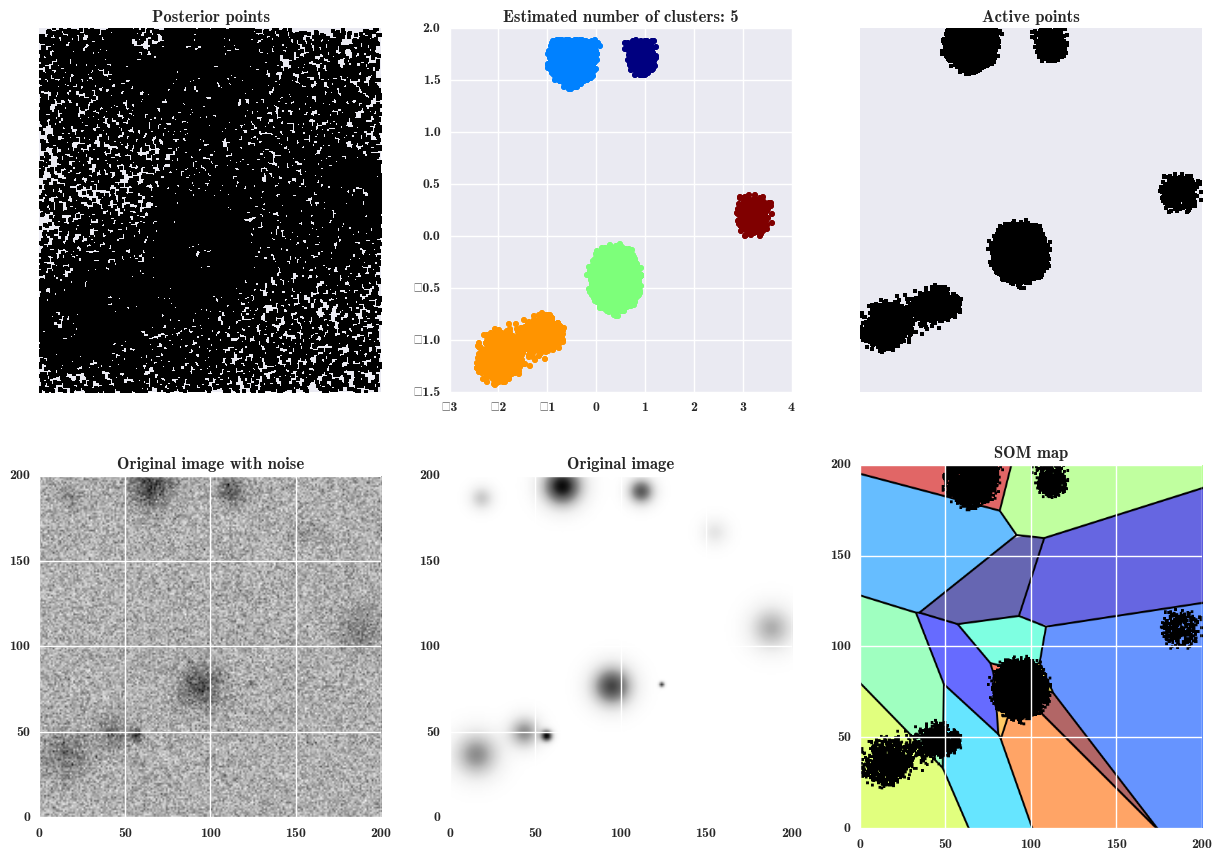 Posterior points
Estimated number of clusters: 5
Active points
2.0
1.5
1.0
0.5
0.0
□0.5
□1.0
□1.5
□3 □2 □1 0 1 2 3 4
Original image with noise
Original image
SOM map
200
150
100
50
0
0 50 100 150 200
200
150
100
50
0
0 50 100 150 200
200
150
100
50
0
0 50 100 150 200